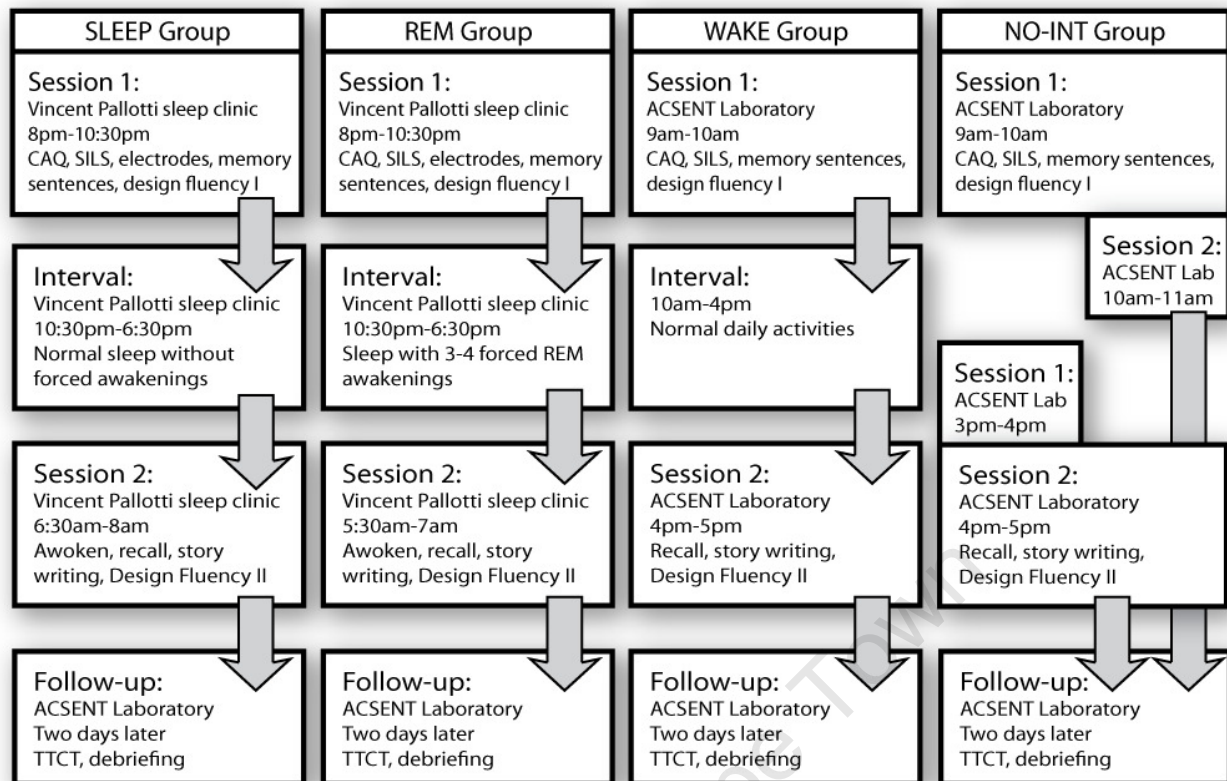 SLEEP Group
Session 1:
Vincent Pallotti sleep clinic
8pm-10:30pm
CAQ, SILS, electrodes, memory
sentences, design fluency I
Interval:
Vincent Pallotti sleep clinic
10:30pm-6:30pm
Normal sleep without
forced awakenings
Session 2:
Vincent Pallotti sleep clinic
6:30am-8am
Awoken, recall, story
writing, Design Fluency II
Follow-up:
ACSENT Laboratory
Two days later
TTCT, debriefing
REM Group
Session 1:
Vincent Pallotti sleep clinic
8pm-10:30pm
CAQ, SILS, electrodes, memory
sentences, design fluency I
Interval:
Vincent Pallotti sleep clinic
10:30pm-6:30pm
Sleep with 3-4 forced REM
awakenings
Session 2:
Vincent Pallotti sleep clinic
5:30am-7am
Awoken, recall, story
writing, Design Fluency II
Follow-up:
ACSENT Laboratory
Two days later
TTCT, debriefing
WAKE Group
Session 1:
ACSENT Laboratory
9am-10am
CAQ, SILS, memory sentences,
design fluency I
Interval:
10am-4pm
Normal daily activities
Session 2:
ACSENT Laboratory
4pm-5pm
Recall, story writing,
Design Fluency II
Follow-up:
ACSENT Laboratory
Two days later
TTCT, debriefing
NO-INT Group
Session 1:
ACSENT Laboratory
9am-10am
CAQ, SILS, memory sentences,
design fluency I
Session 2:
ACSENT Lab
10am-11am
Session 1:
ACSENT Lab
3pm-4pm
Session 2:
ACSENT Laboratory
4pm-5pm
Recall, story writing,
Design Fluency II
Follow-up:
ACSENT Laboratory
Two days later
TTCT, debriefing
Town